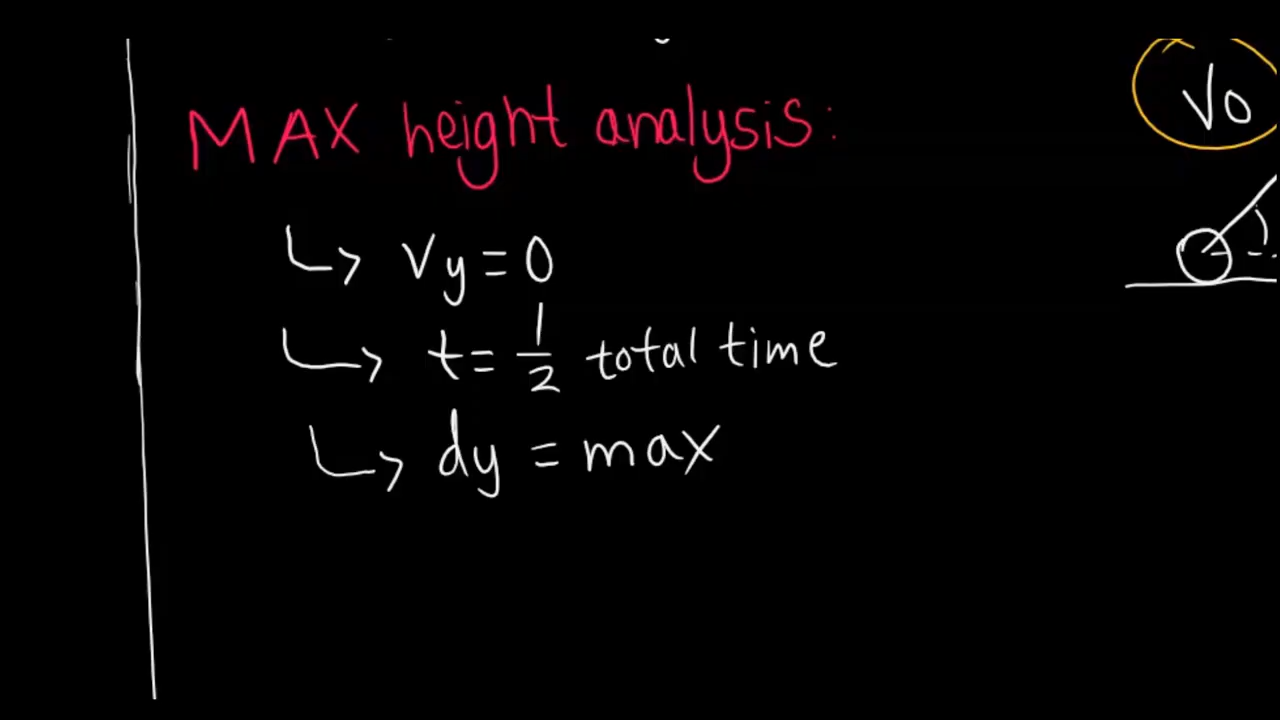 MAX height analysis:
Vo
Vy = 0
t = 1/2 total time
dy = max